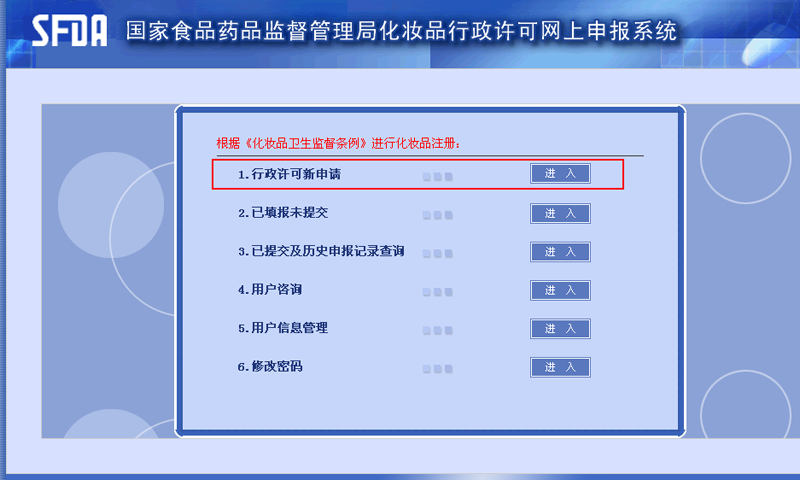 SFDA 国家食品药品监督管理局化妆品行政许可网上申报系统
根据《化妆品卫生监督条例》进行化妆品注册:
1.行政许可新申请 进 入
2.已填报未提交 进 入
3.已提交及历史申报记录查询 进 入
4.用户咨询 进 入
5.用户信息管理 进 入
6.修改密码 进 入